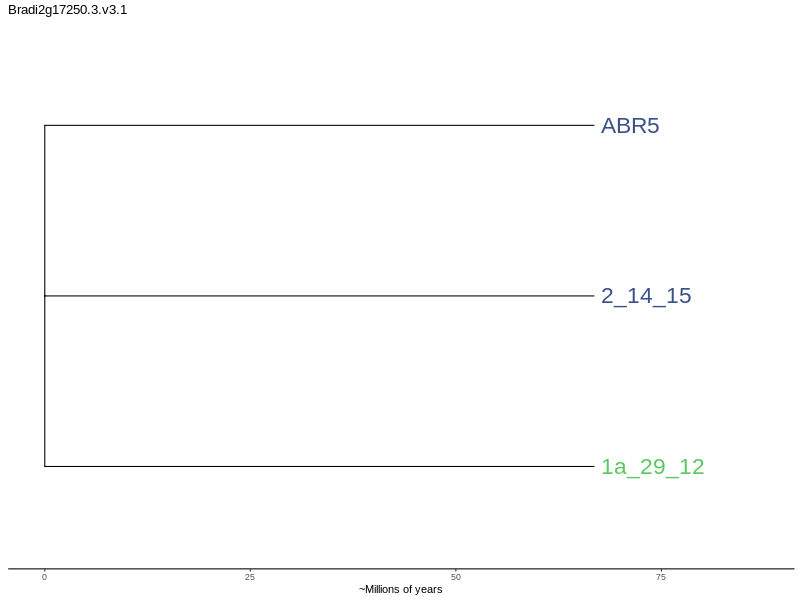 Bradi2g17250.3.v3.1
ABR5
2_14_15
1a_29_12
0 25 50 75
~Millions of years